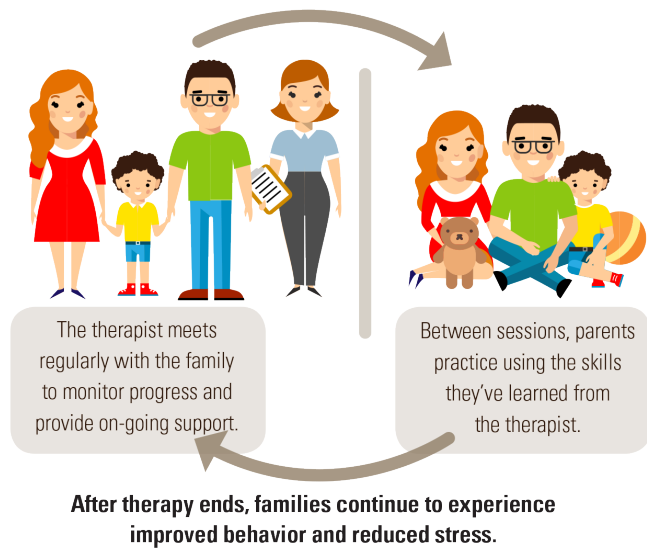 The therapist meets
regularly with the family
to monitor progress and
provide on-going support.
Between sessions, parents
practice using the skills
they’ve learned from
the therapist.
After therapy ends, families continue to experience
improved behavior and reduced stress.